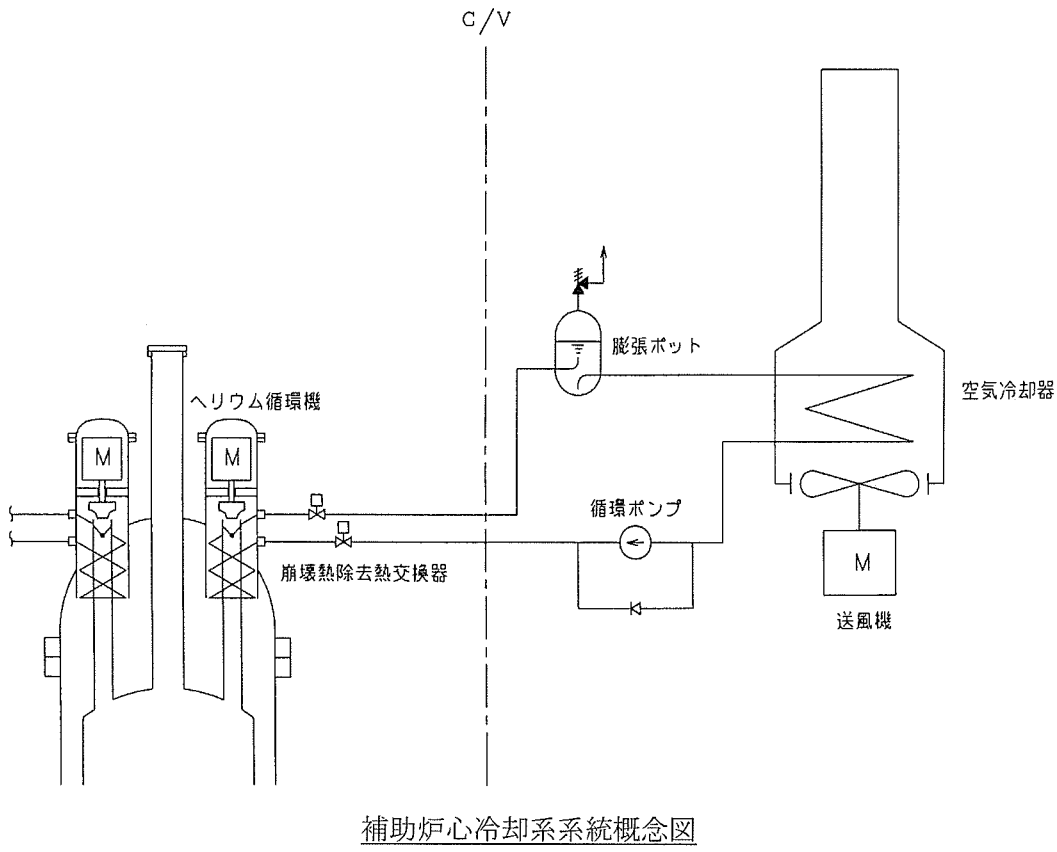 C/V
膨張ポット
空気冷却器
ヘリウム循環機
M
M
循環ポンプ
崩壊熱除去熱交換器
M
送風機
補助炉心冷却系系統概念図